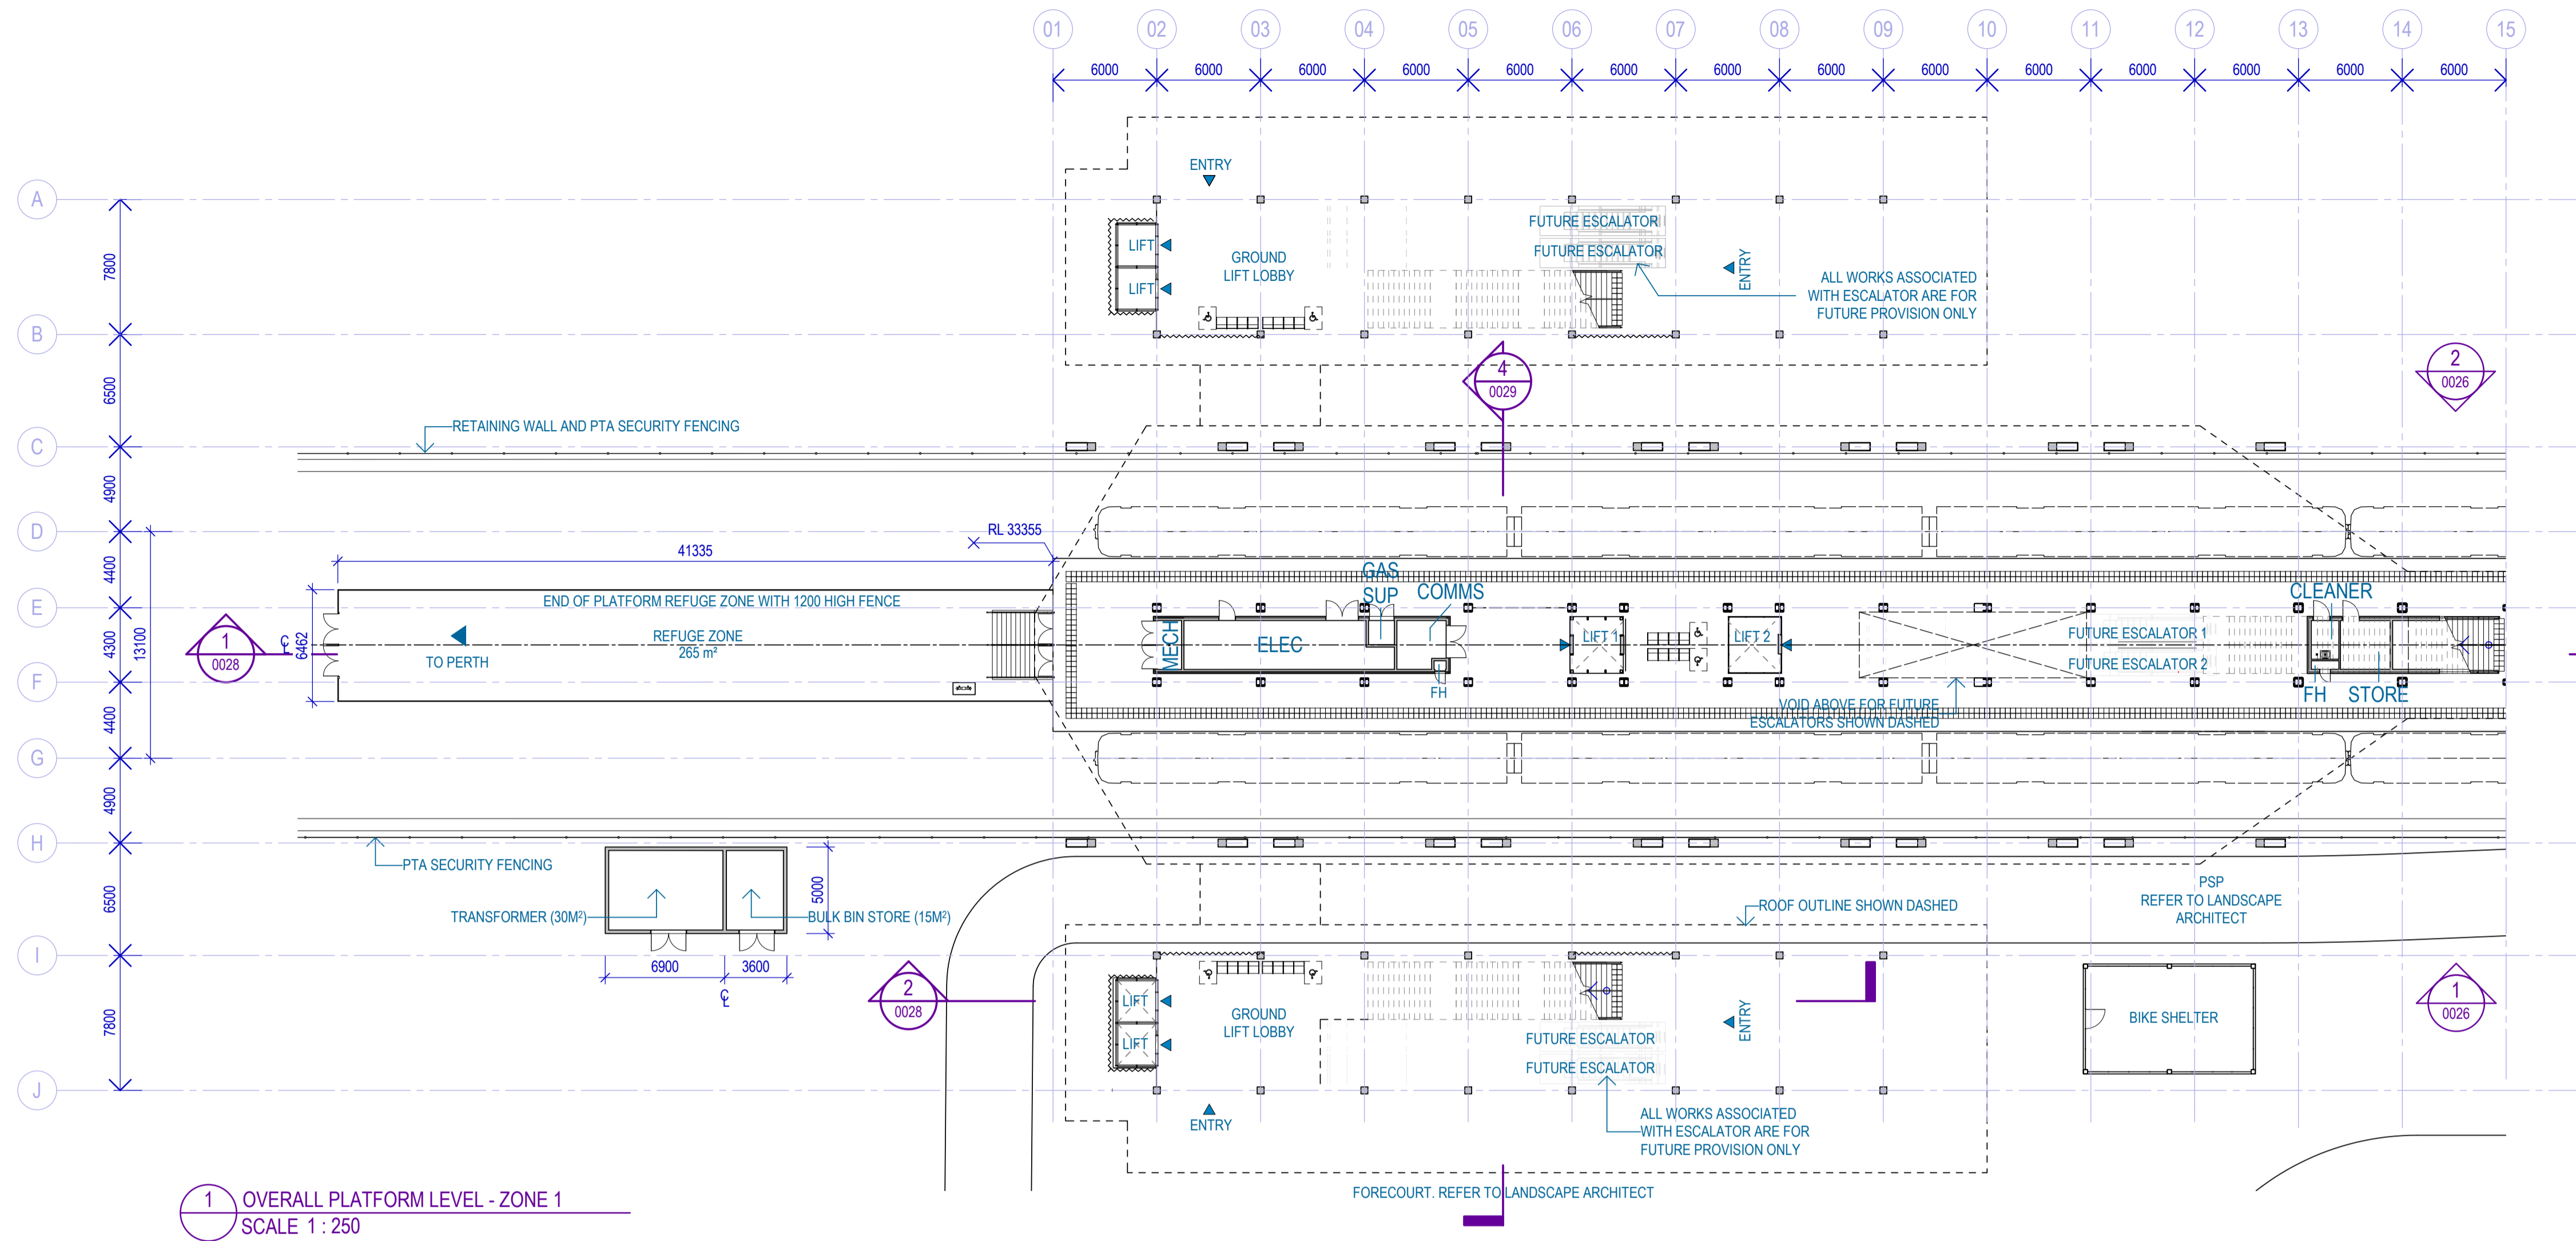 01 02 03 04 05 06 07 08 09 10 11 12 13 14 15
6000 6000 6000 6000 6000 6000 6000 6000 6000 6000 6000 6000 6000 6000
ENTRY
A
FUTURE ESCALATOR
LIFT
FUTURE ESCALATOR
GROUND
LIFT LOBBY
ENTRY
7800
ALL WORKS ASSOCIATED
WITH ESCALATOR ARE FOR
FUTURE PROVISION ONLY
LIFT
B
4
0029
2
0026
6500
RETAINING WALL AND PTA SECURITY FENCING
C
4900
D
RL 33355
41335
4400
GAS
SUP
COMMS
CLEANER
E
END OF PLATFORM REFUGE ZONE WITH 1200 HIGH FENCE
1
0028
C
L
6462
13100
4300
REFUGE ZONE
265 m²
TO PERTH
MECH
ELEC
LIFT 1
LIFT 2
FUTURE ESCALATOR 1
FUTURE ESCALATOR 2
F
FH
FH
STORE
VOID ABOVE FOR FUTURE
ESCALATORS SHOWN DASHED
4400
G
4900
H
PTA SECURITY FENCING
6500
5000
TRANSFORMER (30M²)
BULK BIN STORE (15M²)
ROOF OUTLINE SHOWN DASHED
PSP
REFER TO LANDSCAPE
ARCHITECT
I
6900
3600
C
L
2
0028
LIFT
LIFT
GROUND
LIFT LOBBY
ENTRY
FUTURE ESCALATOR
FUTURE ESCALATOR
BIKE SHELTER
1
0026
7800
J
ENTRY
ALL WORKS ASSOCIATED
WITH ESCALATOR ARE FOR
FUTURE PROVISION ONLY
FORECOURT. REFER TO LANDSCAPE ARCHITECT
1
OVERALL PLATFORM LEVEL - ZONE 1
SCALE 1 : 250